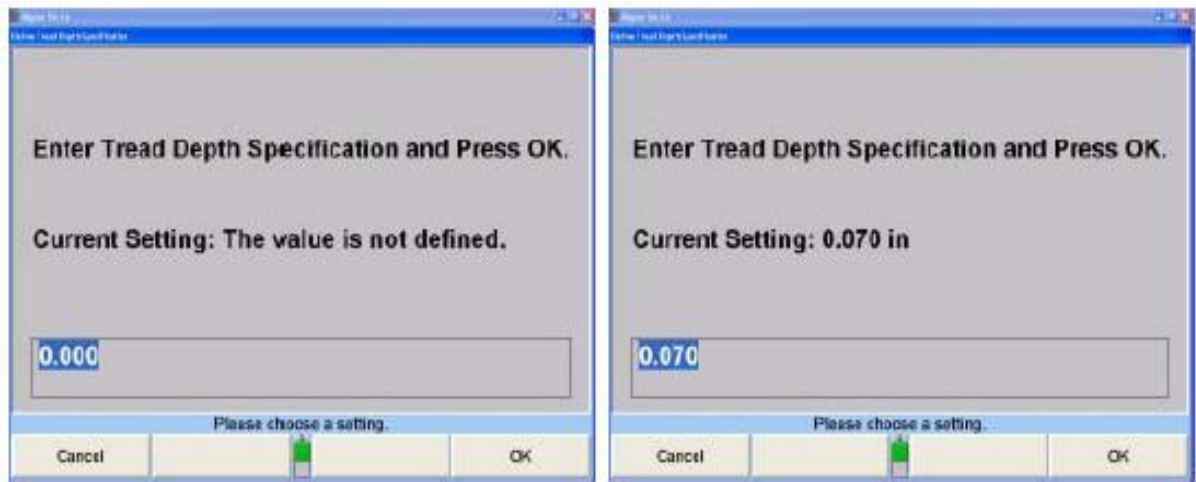 Enter Tread Depth Specification and Press OK.
Current Setting: The value is not defined.
0.000
Please choose a setting.
Cancel
OK
Enter Tread Depth Specification and Press OK.
Current Setting: 0.070 in
0.070
Please choose a setting.
Cancel
OK